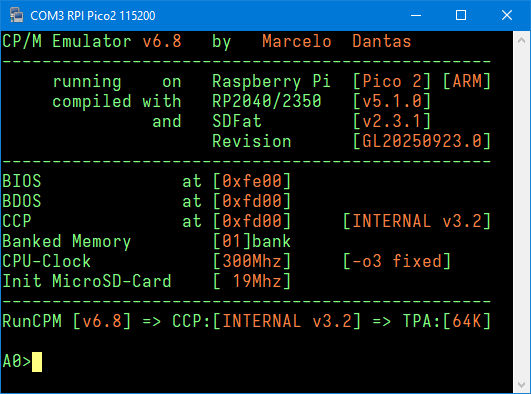 COM3 RPI Pico2 115200
CP/M Emulator v6.8 by Marcelo Dantas
-------------------------------------------------
running on Raspberry Pi [Pico 2] [ARM]
compiled with RP2040/2350 [v5.1.0]
and SDFat [v2.3.1]
Revision [GL20250923.0]
-------------------------------------------------
BIOS at [0xfe00]
BDOS at [0xfd00]
CCP at [0xfd00] [INTERNAL v3.2]
Banked Memory [01]bank
CPU-Clock [300Mhz] [-o3 fixed]
Init MicroSD-Card [ 19Mhz]
-------------------------------------------------
RunCPM [v6.8] => CCP:[INTERNAL v3.2] => TPA:[64K]
A0>